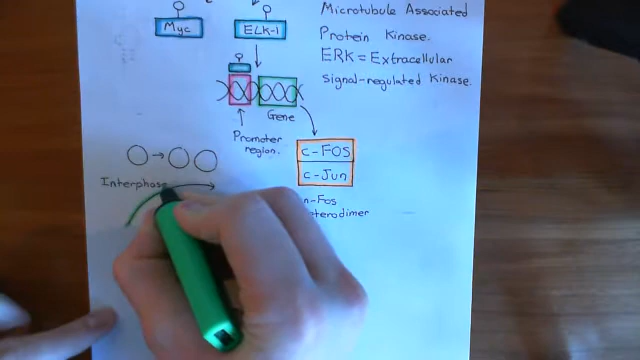 Microtubule Associated
Protein Kinase.
ERK = Extracellular
signal-regulated Kinase.
Myc
ELK-1
Gene
Promoter
region.
c-FOS
c-Jun
Interphase